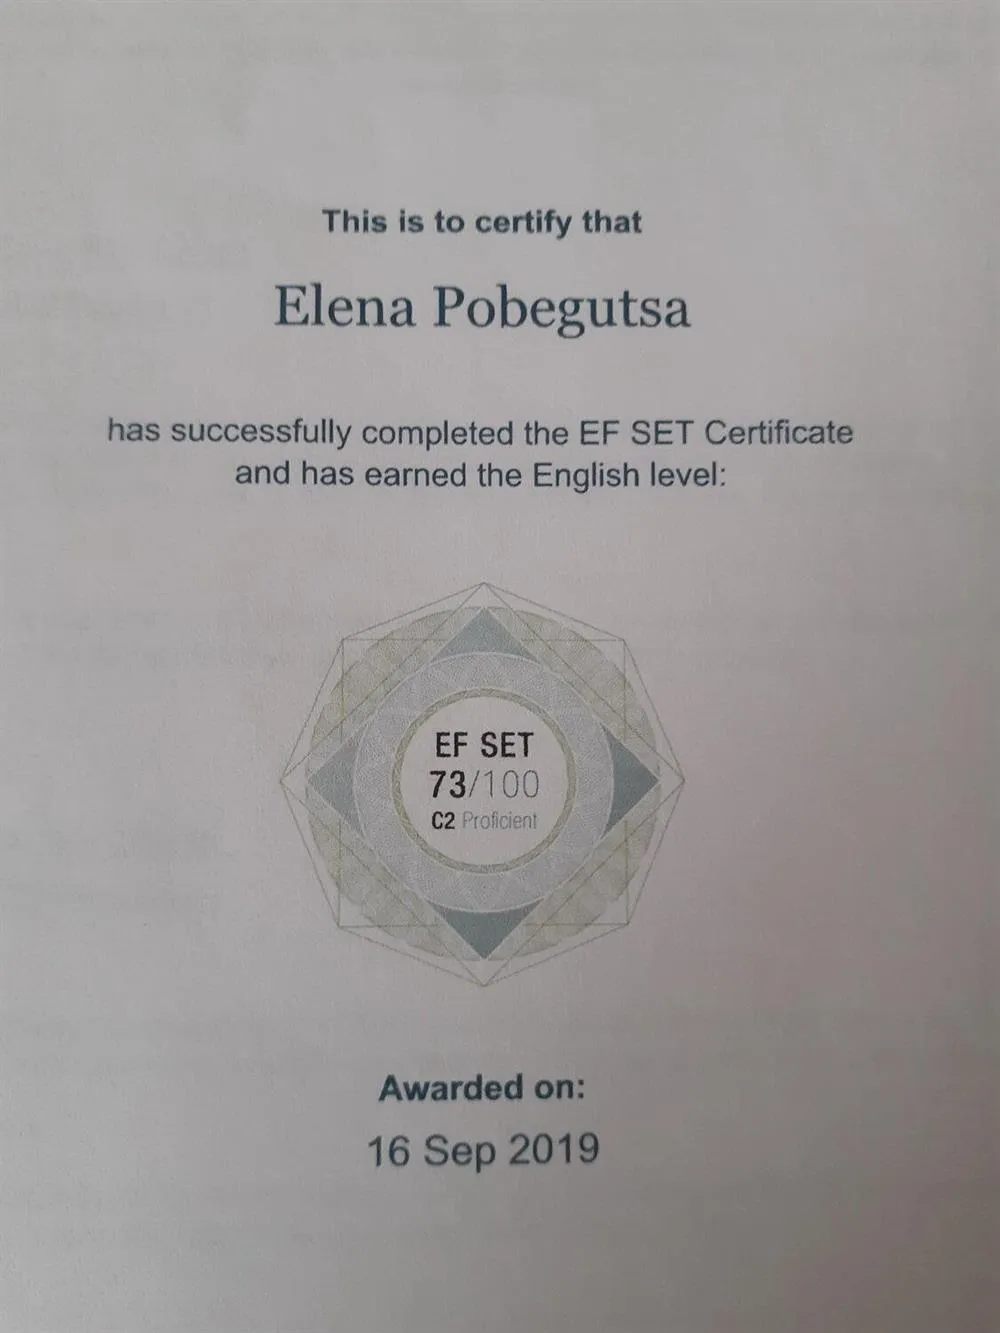 This is to certify that
Elena Pobegutsa
has successfully completed the EF SET Certificate
and has earned the English level:
EF SET
73/100
C2 Proficient
Awarded on:
16 Sep 2019